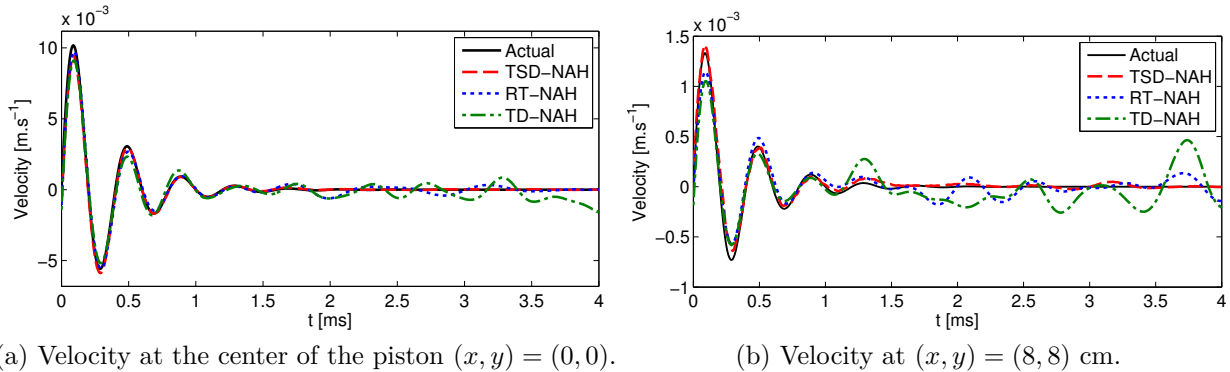 x 10⁻³
10
5
0
−5
Velocity [m.s⁻¹]
0 0.5 1 1.5 2 2.5 3 3.5 4
t [ms]
Actual
TSD−NAH
RT−NAH
TD−NAH
(a) Velocity at the center of the piston (x, y) = (0, 0).
x 10⁻³
1.5
1
0.5
0
−0.5
−1
Velocity [m.s⁻¹]
0 0.5 1 1.5 2 2.5 3 3.5 4
t [ms]
Actual
TSD−NAH
RT−NAH
TD−NAH
(b) Velocity at (x, y) = (8, 8) cm.